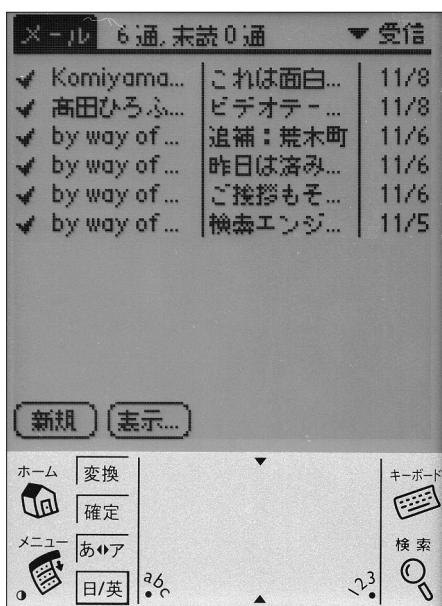 メール 6通,未読0通 ▼ 受信
Komiyama... これは面白... 11/8
高田ひろふ... ビデオテー... 11/8
by way of ... 追補：荒木町 11/6
by way of ... 昨日は済み... 11/6
by way of ... ご挨拶もそ... 11/6
by way of ... 検索エンジ... 11/5
新規 表示...
ホーム 変換 キーボード
確定
メニュー あ↔ア 検索
日/英 abc 123